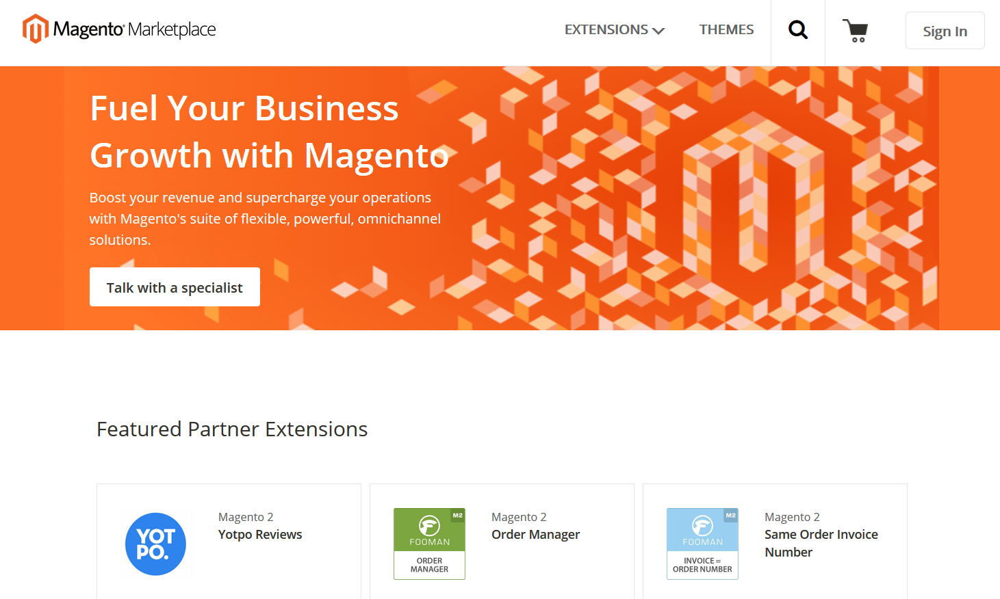 Magento® Marketplace
EXTENSIONS
THEMES
Sign In
Fuel Your Business
Growth with Magento
Boost your revenue and supercharge your operations
with Magento's suite of flexible, powerful, omnichannel
solutions.
Talk with a specialist
Featured Partner Extensions
YOT
PO.
Magento 2
Yotpo Reviews
M2
FOOMAN
ORDER
MANAGER
Magento 2
Order Manager
M2
FOOMAN
INVOICE =
ORDER NUMBER
Magento 2
Same Order Invoice
Number